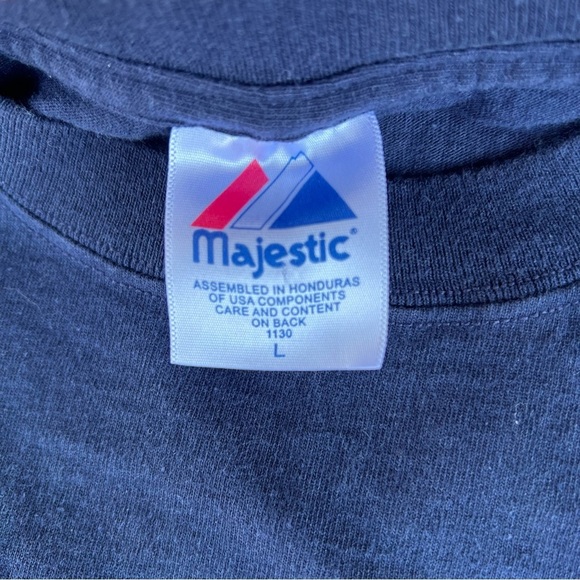 Majestic®
ASSEMBLED IN HONDURAS
OF USA COMPONENTS
CARE AND CONTENT
ON BACK
1130
L